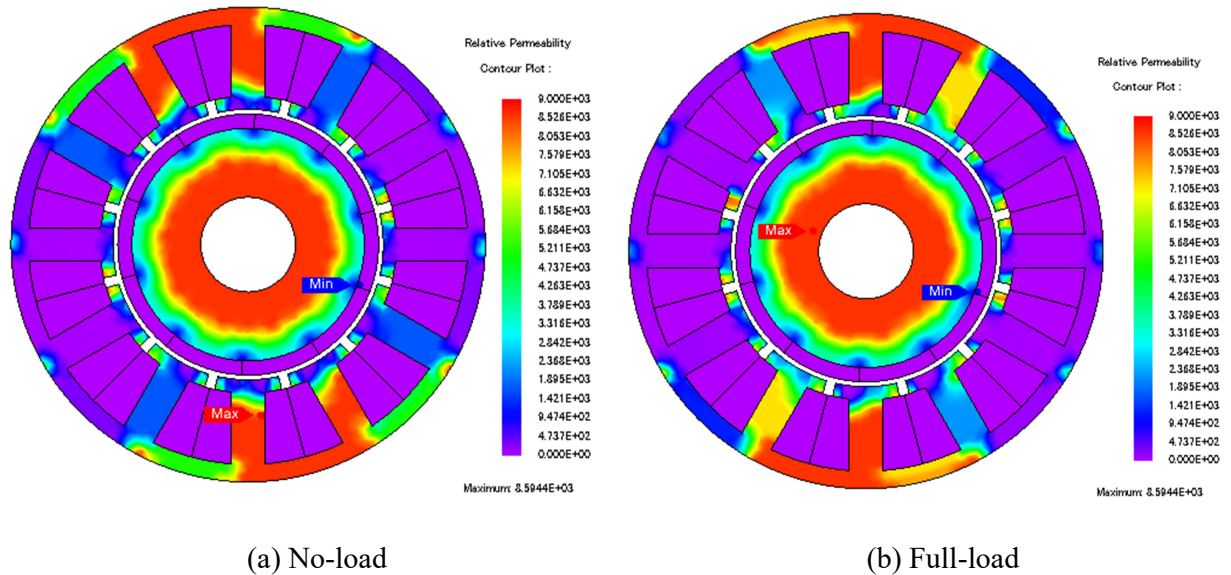 Relative Permeability
Contour Plot :
9.000E+03
8.526E+03
8.053E+03
7.579E+03
7.105E+03
6.632E+03
6.158E+03
5.684E+03
5.211E+03
4.737E+03
4.263E+03
3.789E+03
3.316E+03
2.842E+03
2.368E+03
1.895E+03
1.421E+03
9.474E+02
4.737E+02
0.000E+00
Maximum: 8.5944E+03
Min
Max
(a) No-load
Relative Permeability
Contour Plot :
9.000E+03
8.526E+03
8.053E+03
7.579E+03
7.105E+03
6.632E+03
6.158E+03
5.684E+03
5.211E+03
4.737E+03
4.263E+03
3.789E+03
3.316E+03
2.842E+03
2.368E+03
1.895E+03
1.421E+03
9.474E+02
4.737E+02
0.000E+00
Maximum: 8.5944E+03
Max
Min
(b) Full-load